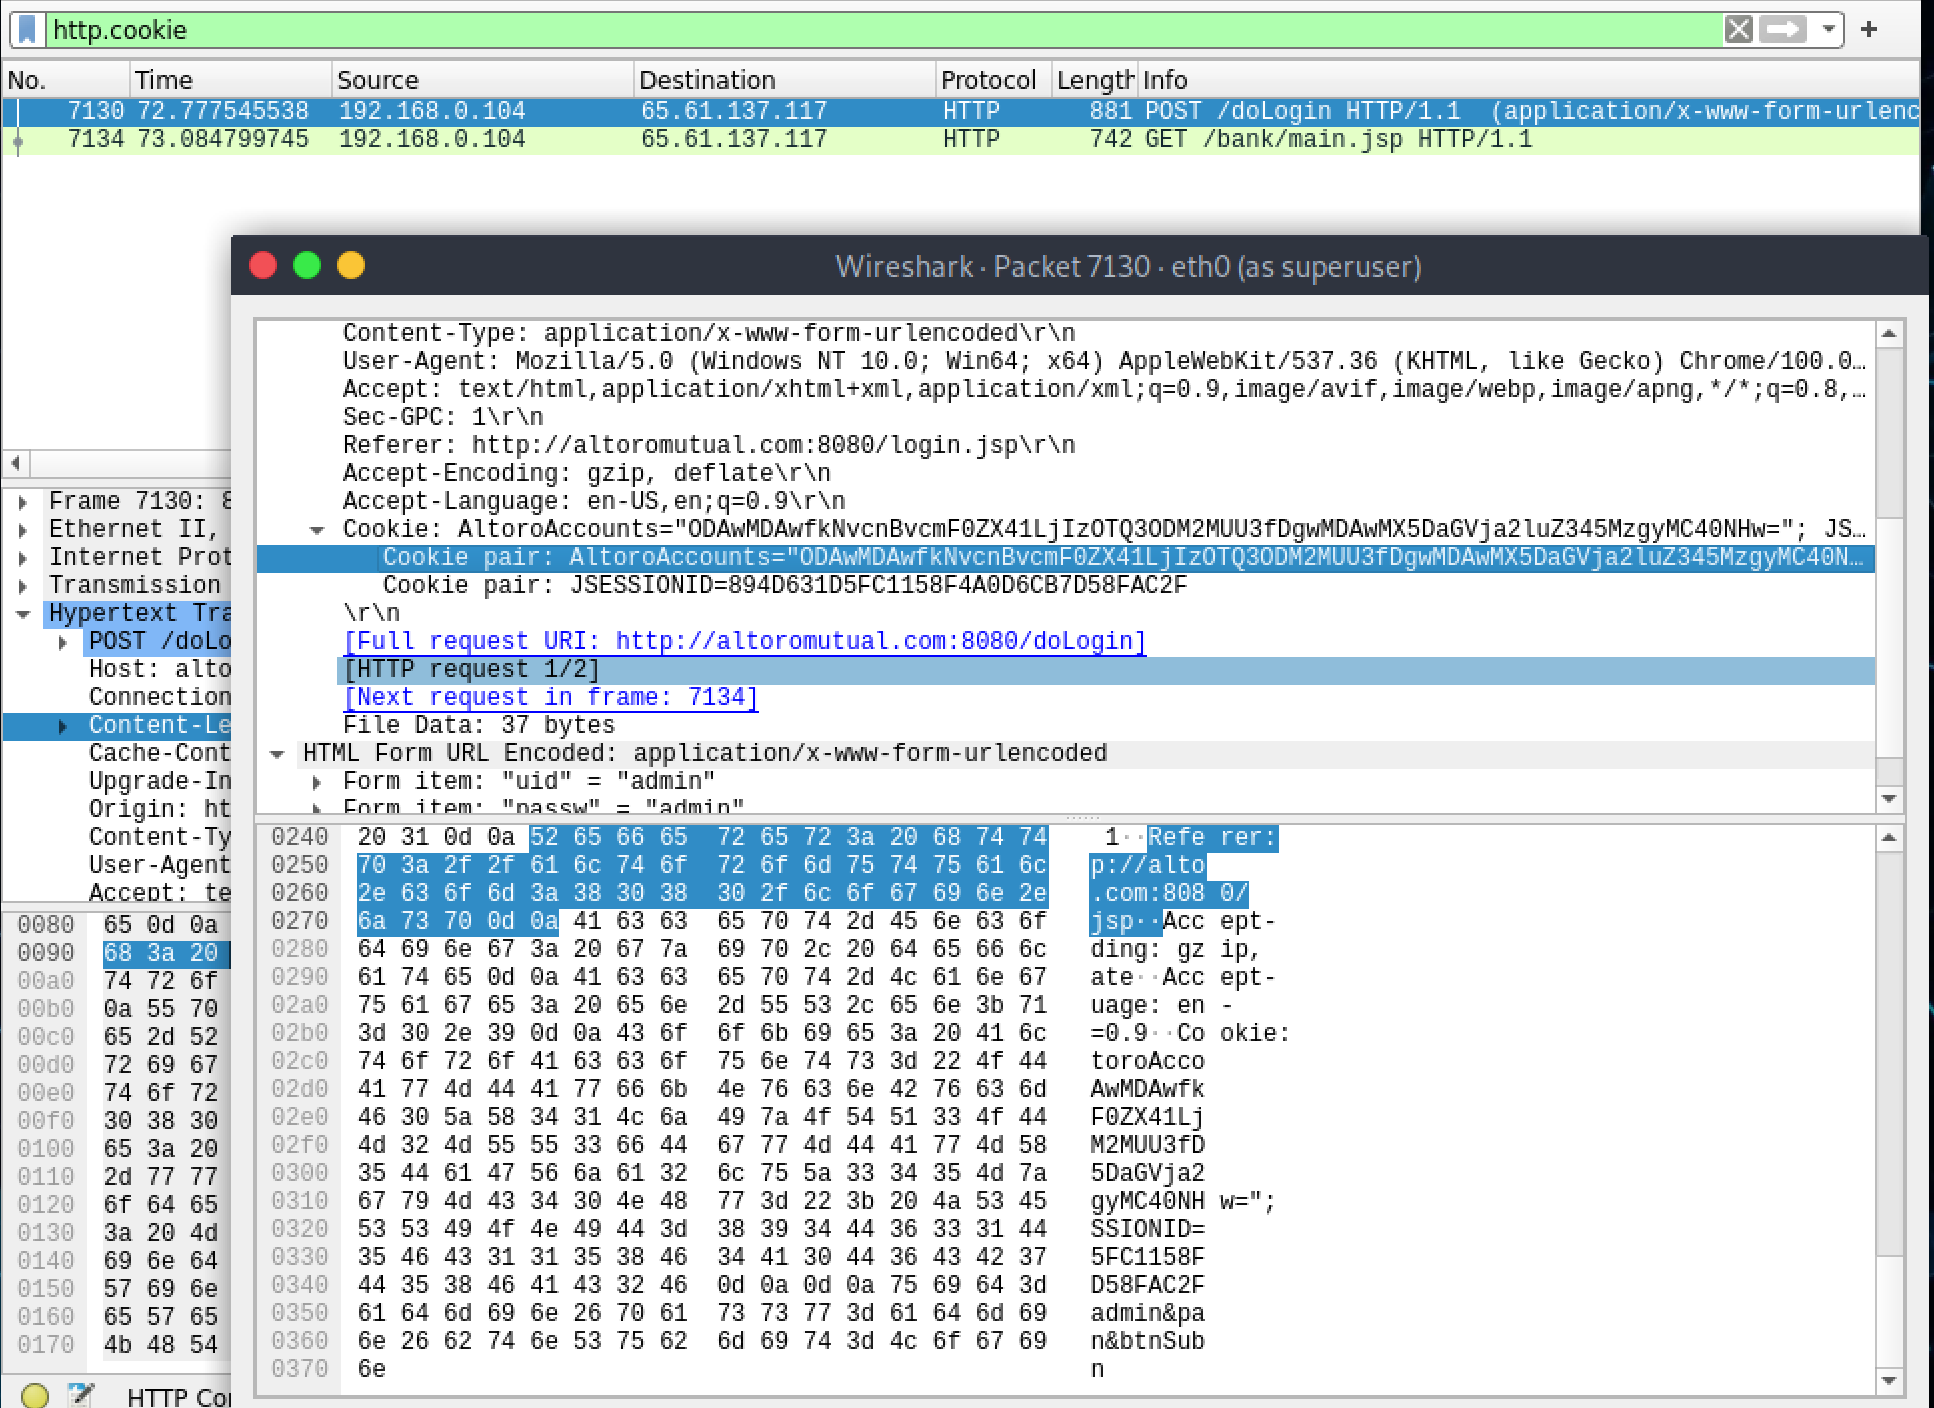 http.cookie
No. Time Source Destination Protocol Length Info
7130 72.777545538 192.168.0.104 65.61.137.117 HTTP 881 POST /doLogin HTTP/1.1 (application/x-www-form-urlenc
7134 73.084799745 192.168.0.104 65.61.137.117 HTTP 742 GET /bank/main.jsp HTTP/1.1
Wireshark · Packet 7130 · eth0 (as superuser)
Content-Type: application/x-www-form-urlencoded\r\n
User-Agent: Mozilla/5.0 (Windows NT 10.0; Win64; x64) AppleWebKit/537.36 (KHTML, like Gecko) Chrome/100.0…
Accept: text/html,application/xhtml+xml,application/xml;q=0.9,image/avif,image/webp,image/apng,*/*;q=0.8,…
Sec-GPC: 1\r\n
Referer: http://altoromutual.com:8080/login.jsp\r\n
Accept-Encoding: gzip, deflate\r\n
Accept-Language: en-US,en;q=0.9\r\n
Cookie: AltoroAccounts="ODAwMDAwfkNvcnBvcmF0ZX41LjIzOTQ3ODM2MUU3fDgwMDAwMX5DaGVja2luZ345MzgyMC40NHw="; JS…
Cookie pair: AltoroAccounts="ODAwMDAwfkNvcnBvcmF0ZX41LjIzOTQ3ODM2MUU3fDgwMDAwMX5DaGVja2luZ345MzgyMC40N…
Cookie pair: JSESSIONID=894D631D5FC1158F4A0D6CB7D58FAC2F
\r\n
[Full request URI: http://altoromutual.com:8080/doLogin]
[HTTP request 1/2]
[Next request in frame: 7134]
File Data: 37 bytes
HTML Form URL Encoded: application/x-www-form-urlencoded
Form item: "uid" = "admin"
Form item: "passw" = "admin"
0240 20 31 0d 0a 52 65 66 65 72 65 72 3a 20 68 74 74 1··Refe rer:
0250 70 3a 2f 2f 61 6c 74 6f 72 6f 6d 75 74 75 61 6c p://alto
0260 2e 63 6f 6d 3a 38 30 38 30 2f 6c 6f 67 69 6e 2e .com:808 0/
0270 6a 73 70 0d 0a 41 63 63 65 70 74 2d 45 6e 63 6f jsp··Acc ept-
0280 64 69 6e 67 3a 20 67 7a 69 70 2c 20 64 65 66 6c ding: gz ip,
0290 61 74 65 0d 0a 41 63 63 65 70 74 2d 4c 61 6e 67 ate··Acc ept-
02a0 75 61 67 65 3a 20 65 6e 2d 55 53 2c 65 6e 3b 71 uage: en -
02b0 3d 30 2e 39 0d 0a 43 6f 6f 6b 69 65 3a 20 41 6c =0.9··Co okie:
02c0 74 6f 72 6f 41 63 63 6f 75 6e 74 73 3d 22 4f 44 toroAcco
02d0 41 77 4d 44 41 77 66 6b 4e 76 63 6e 42 76 63 6d AwMDAwfk
02e0 46 30 5a 58 34 31 4c 6a 49 7a 4f 54 51 33 4f 44 F0ZX41Lj
02f0 4d 32 4d 55 55 33 66 44 67 77 4d 44 41 77 4d 58 M2MUU3fD
0300 35 44 61 47 56 6a 61 32 6c 75 5a 33 34 35 4d 7a 5DaGVja2
0310 67 79 4d 43 34 30 4e 48 77 3d 22 3b 20 4a 53 45 gyMC40NH w=";
0320 53 53 49 4f 4e 49 44 3d 38 39 34 44 36 33 31 44 SSIONID=
0330 35 46 43 31 31 35 38 46 34 41 30 44 36 43 42 37 5FC1158F
0340 44 35 38 46 41 43 32 46 0d 0a 0d 0a 75 69 64 3d D58FAC2F
0350 61 64 6d 69 6e 26 70 61 73 73 77 3d 61 64 6d 69 admin&pa
0360 6e 26 62 74 6e 53 75 62 6d 69 74 3d 4c 6f 67 69 n&btnSub
0370 6e n
Frame 7130: 8
Ethernet II,
Internet Prot
Transmission
Hypertext Tra
POST /doLo
Host: alto
Connection
Content-Le
Cache-Cont
Upgrade-In
Origin: ht
Content-Ty
User-Agent
Accept: te
0080 65 0d 0a
0090 68 3a 20
00a0 74 72 6f
00b0 0a 55 70
00c0 65 2d 52
00d0 72 69 67
00e0 74 6f 72
00f0 30 38 30
0100 65 3a 20
0110 2d 77 77
0120 6f 64 65
0130 3a 20 4d
0140 69 6e 64
0150 57 69 6e
0160 65 57 65
0170 4b 48 54
HTTP Co